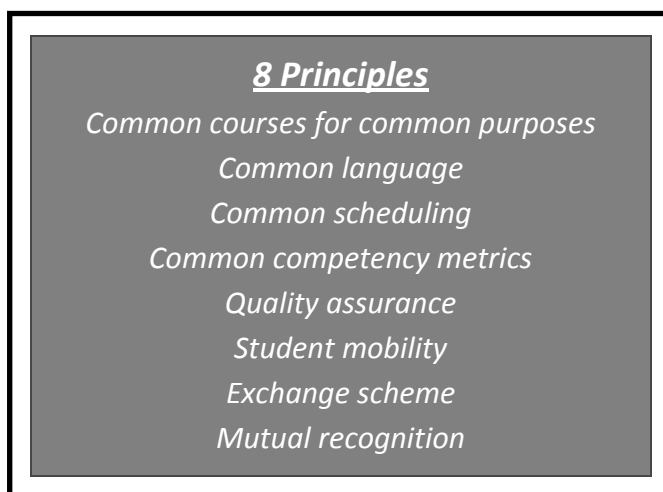 8 Principles
Common courses for common purposes
Common language
Common scheduling
Common competency metrics
Quality assurance
Student mobility
Exchange scheme
Mutual recognition